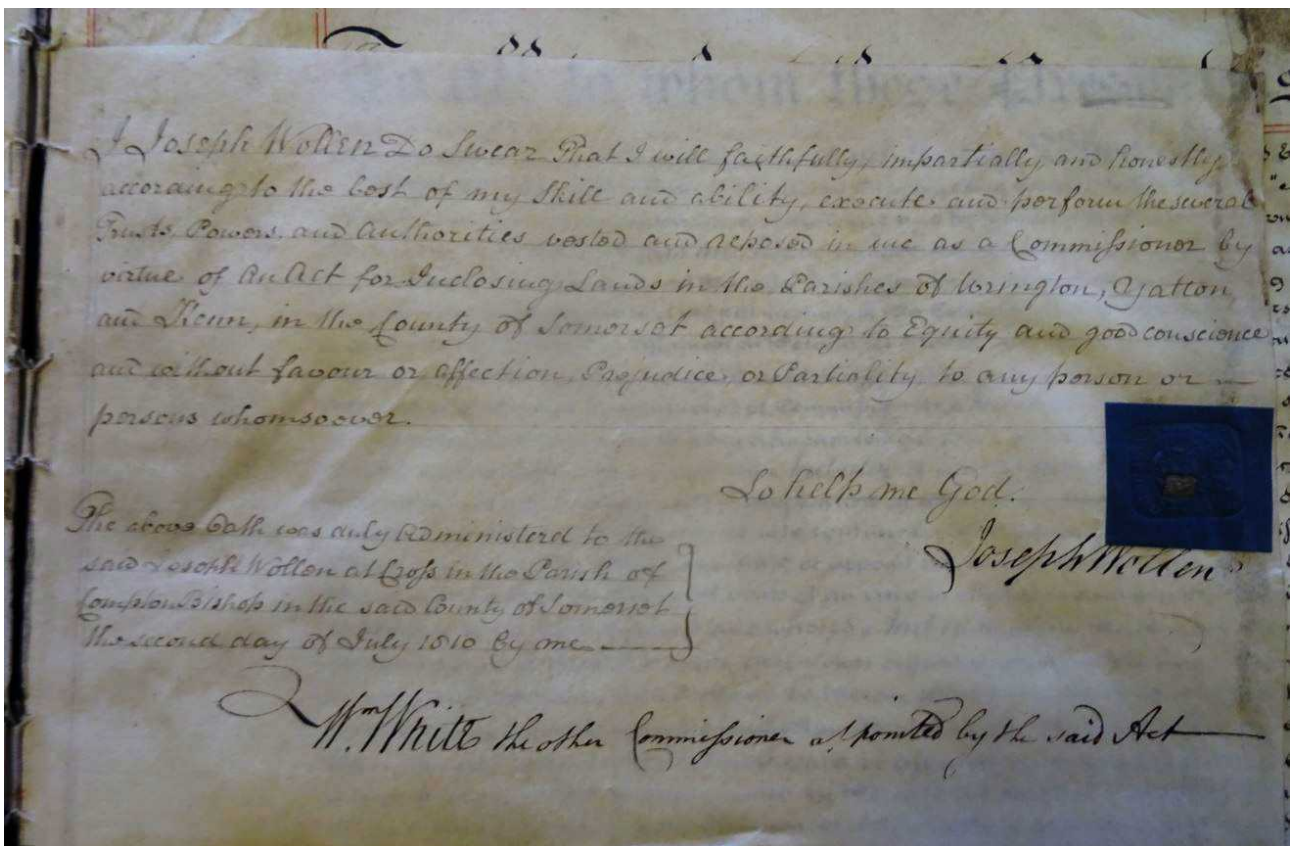 I Joseph Wollen Do Swear That I will faithfully, impartially and honestly
according to the best of my Skill and ability, execute and perform the several
Trusts, Powers, and Authorities vested and reposed in me as a Commissioner by
virtue of An Act for Inclosing Lands in the Parishes of Wrington, Yatton
and Kenn, in the County of Somerset according to Equity and good conscience
and without favour or affection, Prejudice, or Partiality, to any person or —
persons whomsoever.
So help me God.
Joseph Wollen
The above Oath was duly Administerd to the
said Joseph Wollen at Cross in the Parish of
Compton Bishop in the said County of Somerset
the second day of July 1810 by me
Wm. White the other Commissioner appointed by the said Act